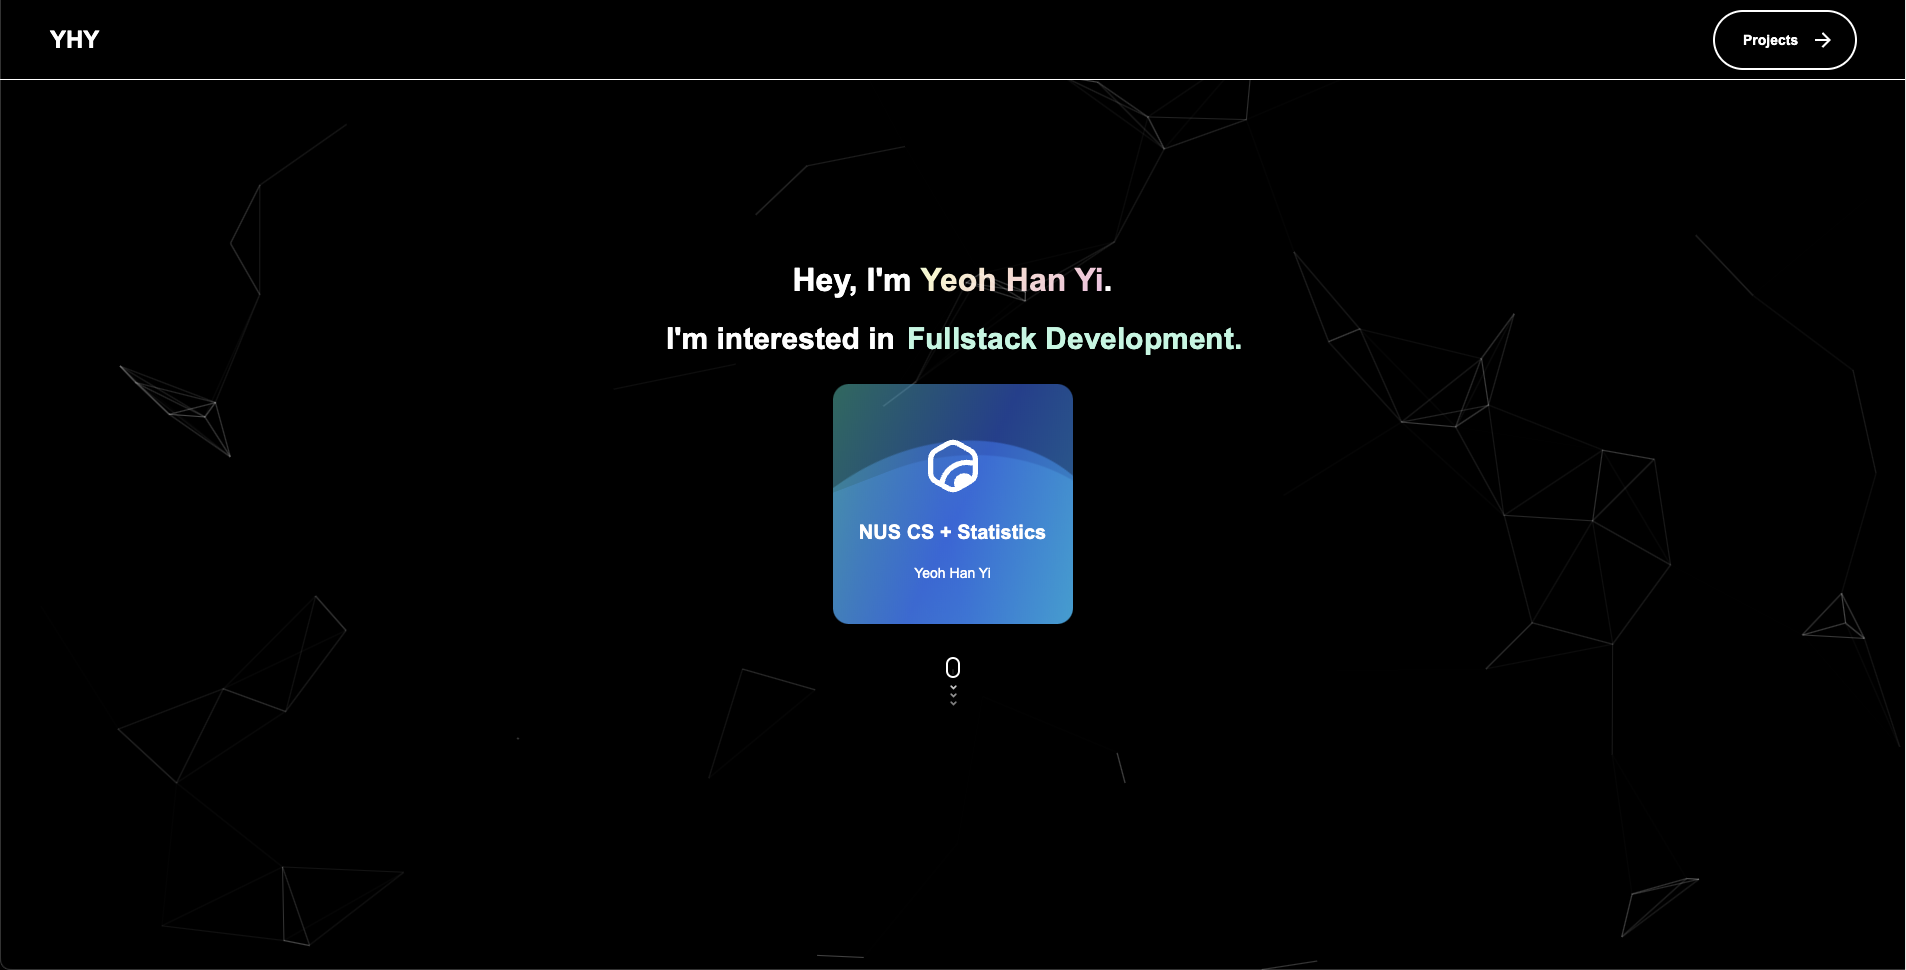 YHY
Projects
Hey, I'm Yeoh Han Yi.
I'm interested in Fullstack Development.
NUS CS + Statistics
Yeoh Han Yi